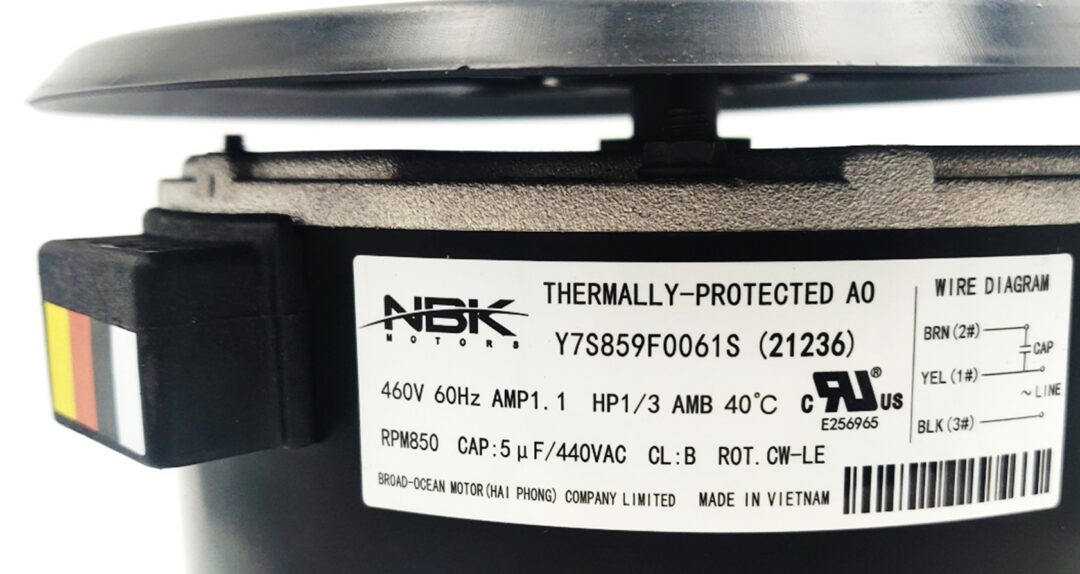 NBK
MOTORS
THERMALLY-PROTECTED AO
Y7S859F0061S (21236)
460V 60Hz AMP1.1 HP1/3 AMB 40°C
RPM850 CAP:5μF/440VAC CL:B ROT.CW-LE
BROAD-OCEAN MOTOR(HAI PHONG) COMPANY LIMITED MADE IN VIETNAM
C RU US ®
E256965
WIRE DIAGRAM
BRN(2#)
CAP
YEL(1#)
~LINE
BLK(3#)